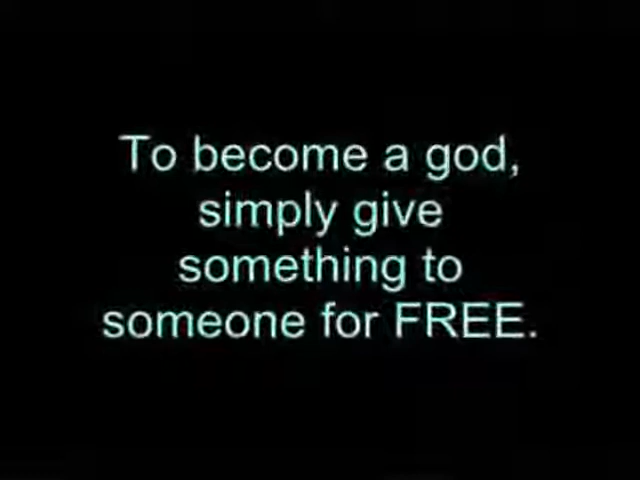 To become a god,
simply give
something to
someone for FREE.